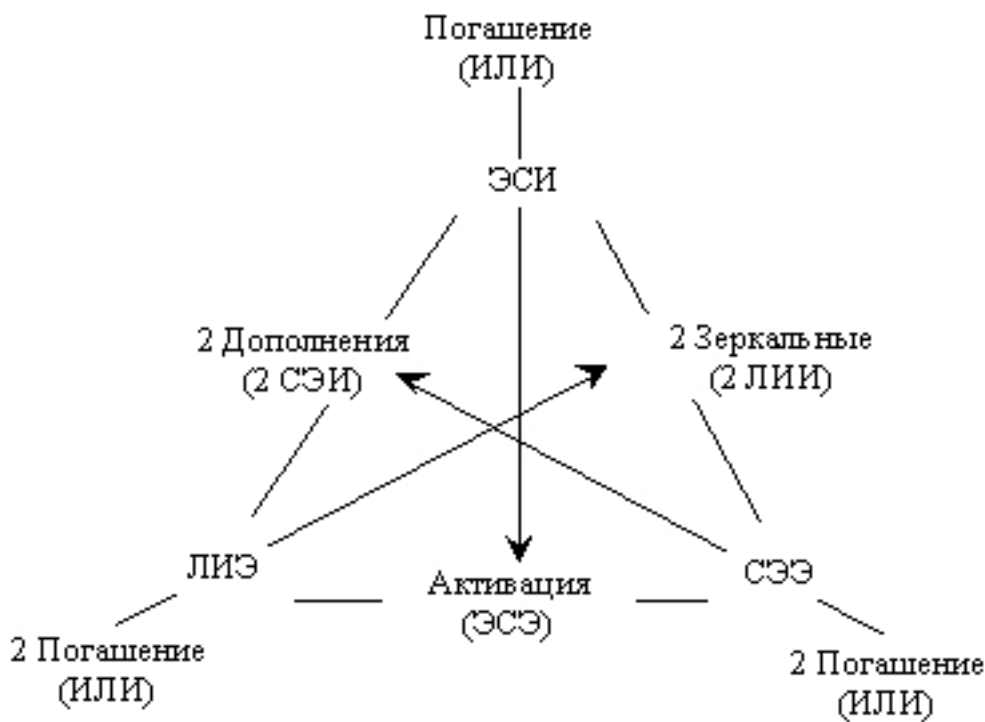 Погашение
(ИЛИ)
ЭСИ
2 Дополнения
(2 СЭИ)
2 Зеркальные
(2 ЛИИ)
ЛИЭ
Активация
(ЭСЭ)
СЭЭ
2 Погашение
(ИЛИ)
2 Погашение
(ИЛИ)